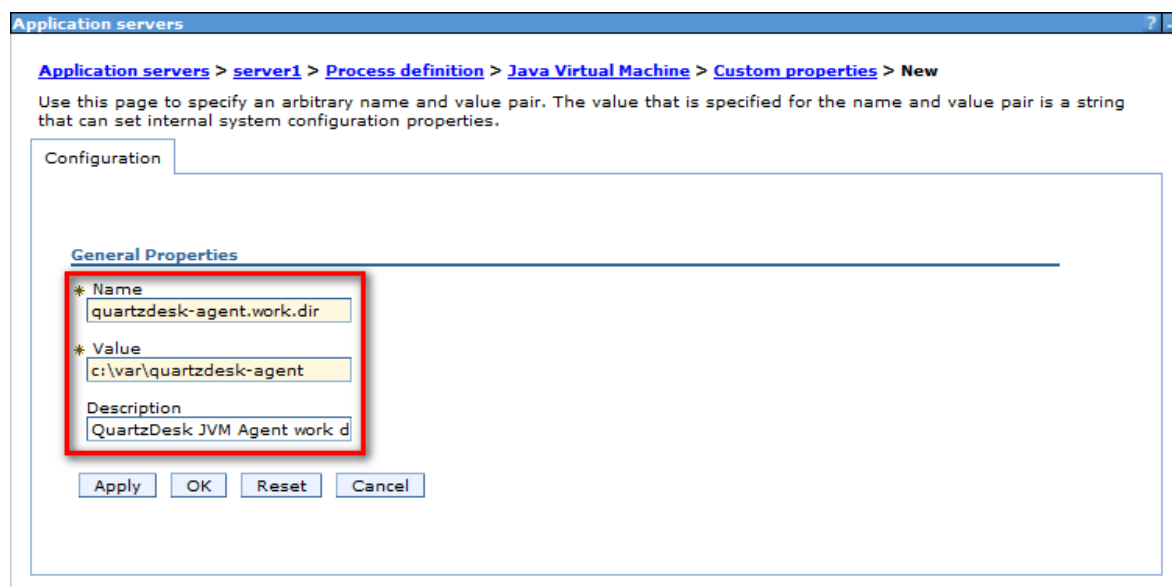 Application servers ? -
Application servers > server1 > Process definition > Java Virtual Machine > Custom properties > New
Use this page to specify an arbitrary name and value pair. The value that is specified for the name and value pair is a string
that can set internal system configuration properties.
Configuration
General Properties
* Name
quartzdesk-agent.work.dir
* Value
c:\var\quartzdesk-agent
Description
QuartzDesk JVM Agent work d
Apply OK Reset Cancel